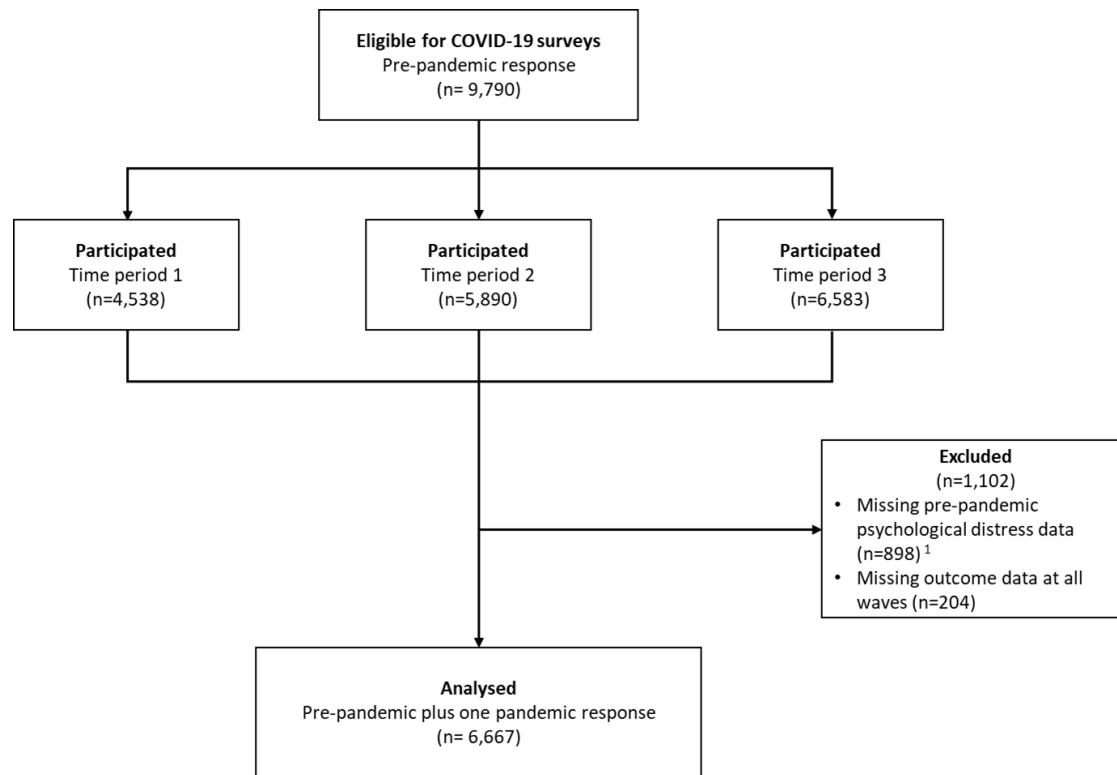 Eligible for COVID-19 surveys
Pre-pandemic response
(n= 9,790)
Participated
Time period 1
(n=4,538)
Participated
Time period 2
(n=5,890)
Participated
Time period 3
(n=6,583)
Excluded
(n=1,102)
• Missing pre-pandemic
psychological distress data
(n=898) 1
• Missing outcome data at all
waves (n=204)
Analysed
Pre-pandemic plus one pandemic response
(n= 6,667)